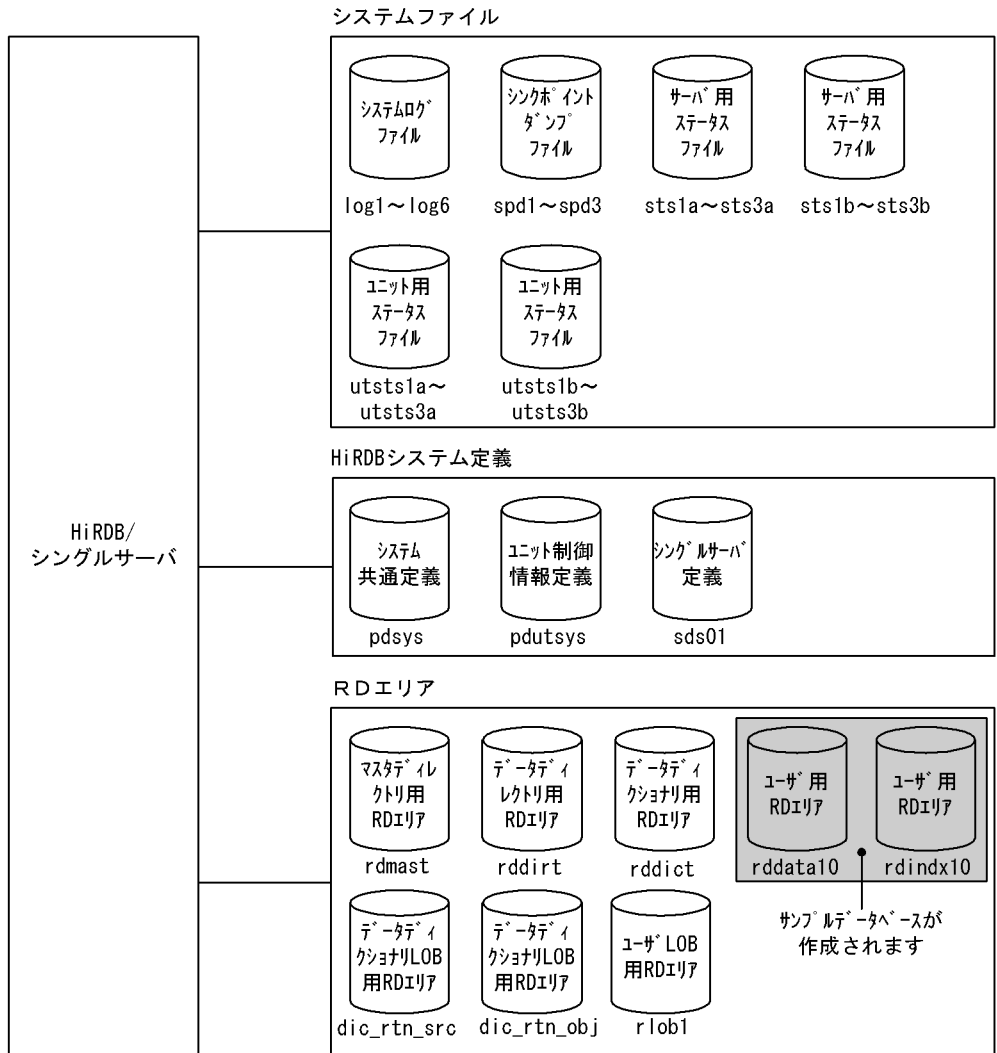 システムファイル
ｼｽﾃﾑﾛｸﾞ
ﾌｧｲﾙ
log1～log6
ｼﾝｸﾎﾟｲﾝﾄ
ﾀﾞﾝﾌﾟ
ﾌｧｲﾙ
spd1～spd3
ｻｰﾊﾞ用
ｽﾃｰﾀｽ
ﾌｧｲﾙ
sts1a～sts3a
ｻｰﾊﾞ用
ｽﾃｰﾀｽ
ﾌｧｲﾙ
sts1b～sts3b
ﾕﾆｯﾄ用
ｽﾃｰﾀｽ
ﾌｧｲﾙ
utsts1a～
utsts3a
ﾕﾆｯﾄ用
ｽﾃｰﾀｽ
ﾌｧｲﾙ
utsts1b～
utsts3b
HiRDB/
シングルサーバ
HiRDBシステム定義
ｼｽﾃﾑ
共通定義
pdsys
ﾕﾆｯﾄ制御
情報定義
pdutsys
ｼﾝｸﾞﾙｻｰﾊﾞ
定義
sds01
ＲＤエリア
ﾏｽﾀﾃﾞｨﾚ
ｸﾄﾘ用
RDｴﾘｱ
rdmast
ﾃﾞｰﾀﾃﾞｨ
ﾚｸﾄﾘ用
RDｴﾘｱ
rddirt
ﾃﾞｰﾀﾃﾞｨ
ｸｼｮﾅﾘ用
RDｴﾘｱ
rddict
ﾕｰｻﾞ用
RDｴﾘｱ
rddata10
ﾕｰｻﾞ用
RDｴﾘｱ
rdindx10
ｻﾝﾌﾟﾙﾃﾞｰﾀﾍﾞｰｽが
作成されます
ﾃﾞｰﾀﾃﾞｨ
ｸｼｮﾅﾘLOB
用RDｴﾘｱ
dic_rtn_src
ﾃﾞｰﾀﾃﾞｨ
ｸｼｮﾅﾘLOB
用RDｴﾘｱ
dic_rtn_obj
ﾕｰｻﾞLOB
用RDｴﾘｱ
rlob1